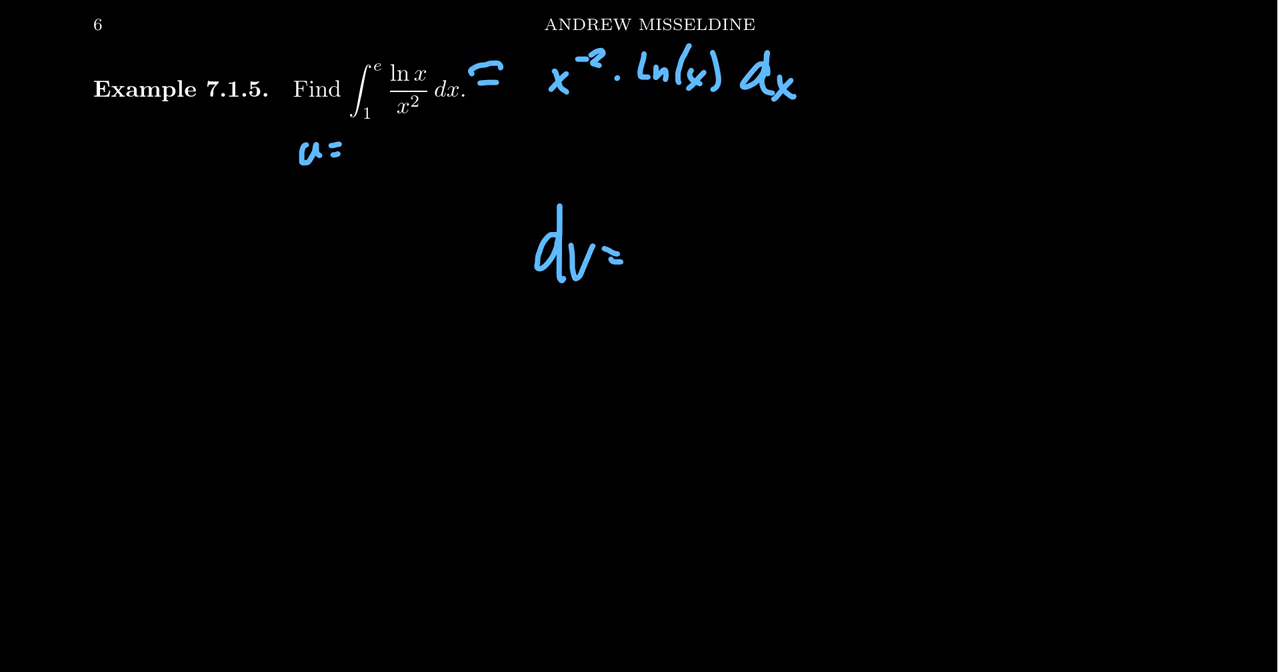 6 ANDREW MISSELDINE
Example 7.1.5. Find ∫₁ᵉ ln x / x² dx. = x⁻² · ln(x) dx
u =
dv =